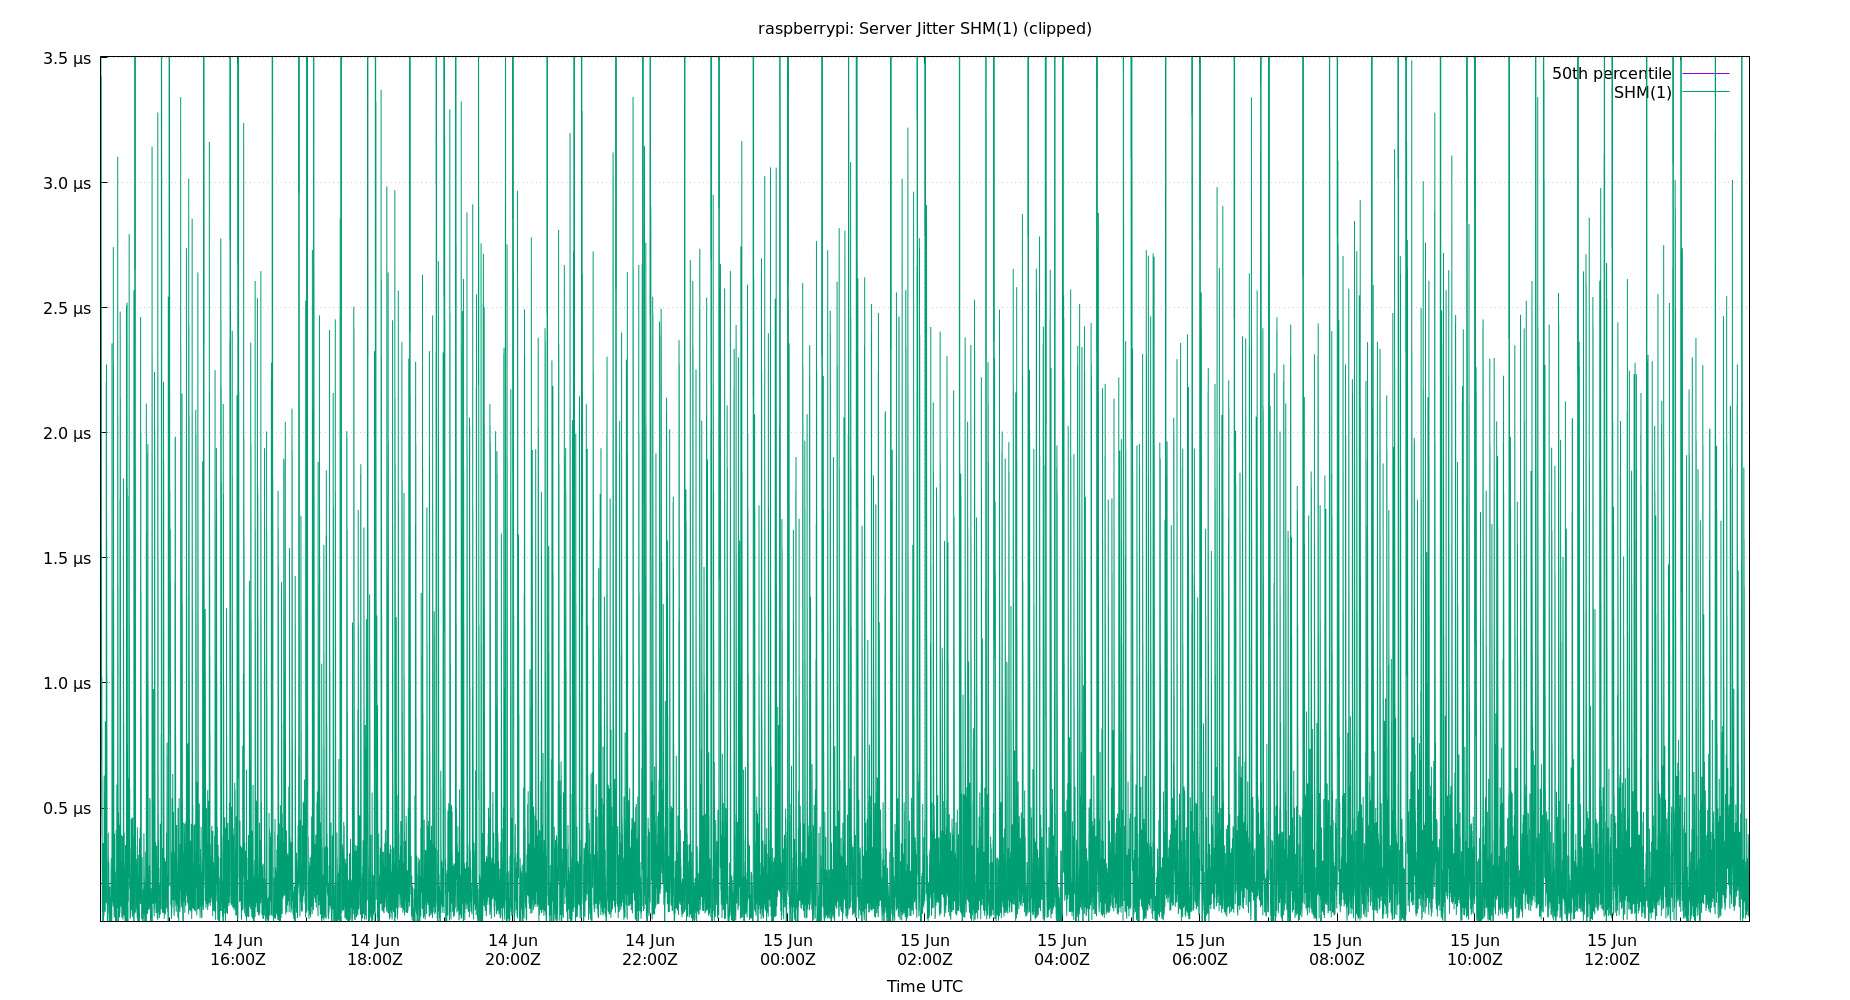 raspberrypi: Server Jitter SHM(1) (clipped)
3.5 µs
3.0 µs
2.5 µs
2.0 µs
1.5 µs
1.0 µs
0.5 µs
50th percentile
SHM(1)
14 Jun 14 Jun 14 Jun 14 Jun 15 Jun 15 Jun 15 Jun 15 Jun 15 Jun 15 Jun 15 Jun
16:00Z 18:00Z 20:00Z 22:00Z 00:00Z 02:00Z 04:00Z 06:00Z 08:00Z 10:00Z 12:00Z
Time UTC